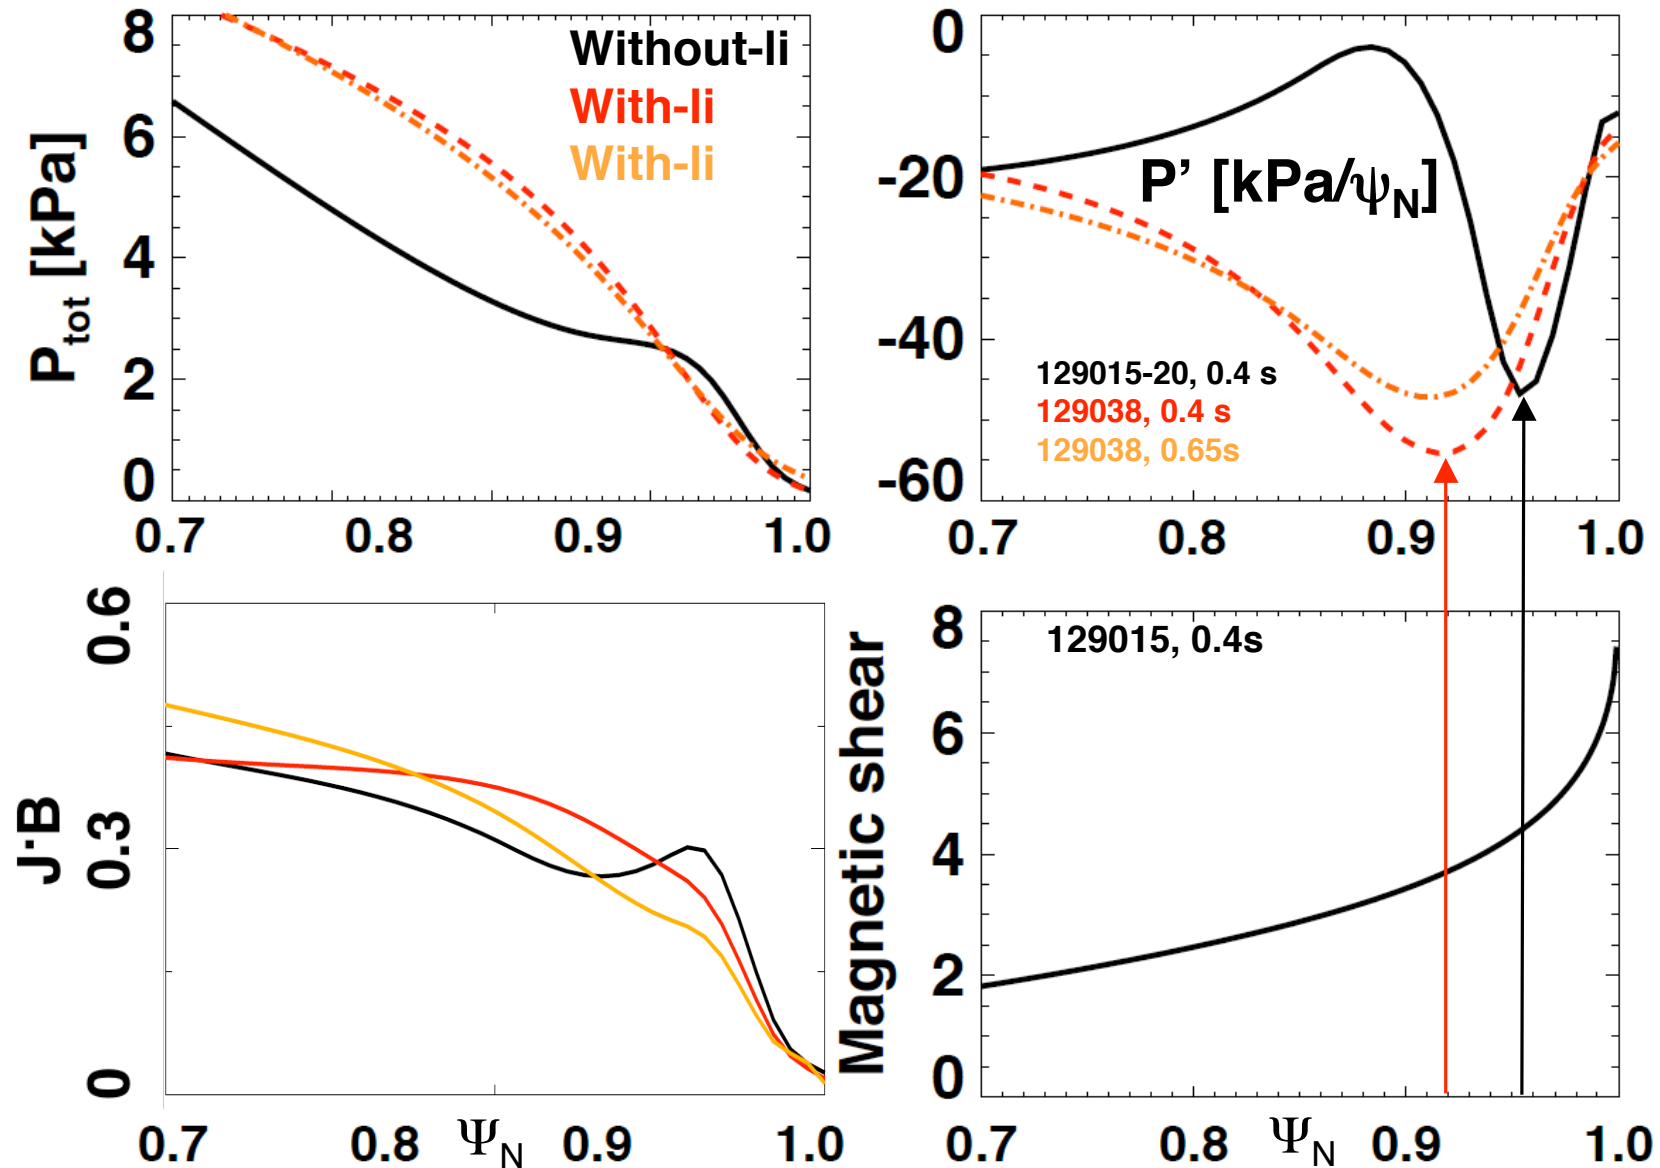 P_tot [kPa]
8
6
4
2
0
Without-li
With-li
With-li
0.7 0.8 0.9 1.0
0
-20
-40
-60
P' [kPa/ψ_N]
129015-20, 0.4 s
129038, 0.4 s
129038, 0.65s
0.7 0.8 0.9 1.0
J·B
0.6
0.3
0
0.7 0.8 Ψ_N 0.9 1.0
Magnetic shear
8
6
4
2
0
129015, 0.4s
0.7 0.8 Ψ_N 0.9 1.0